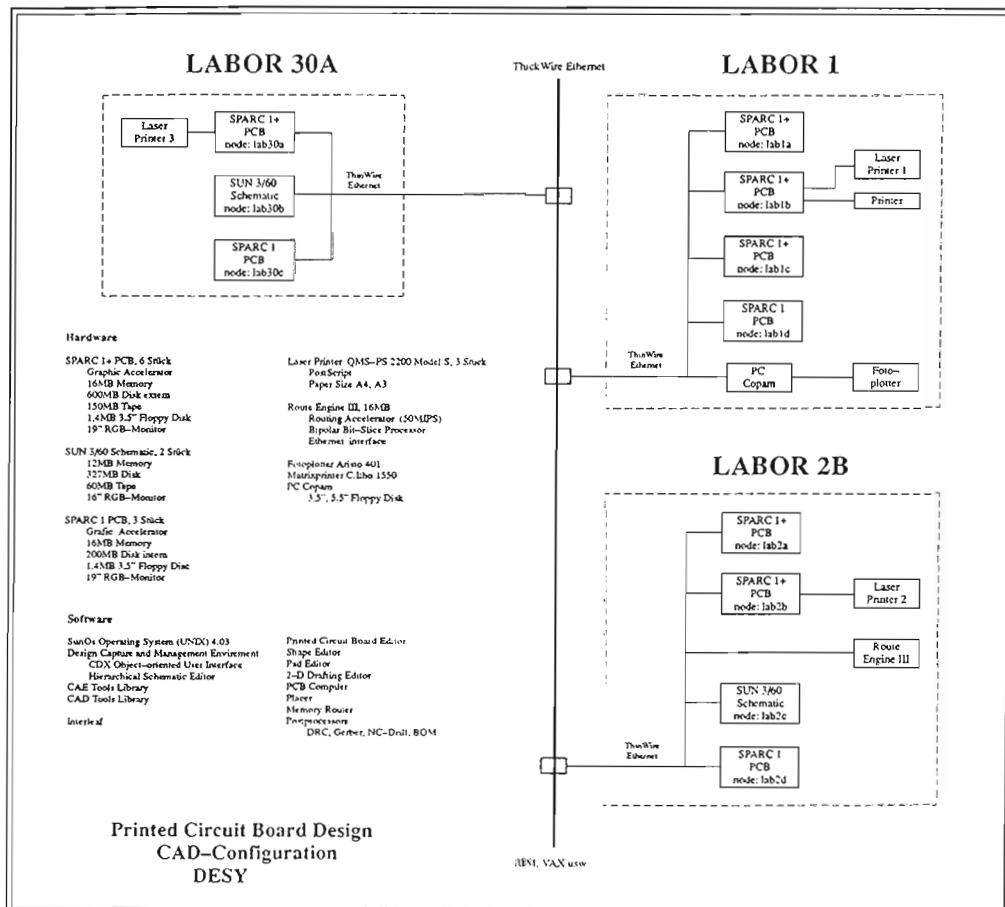 LABOR 30A
Laser
Printer 3
SPARC 1+
PCB
node: lab30a
SUN 3/60
Schematic
node: lab30b
SPARC 1
PCB
node: lab30c
ThinWire
Ethernet
ThickWire Ethernet
LABOR 1
SPARC 1+
PCB
node: lab1a
SPARC 1+
PCB
node: lab1b
Laser
Printer 1
Printer
SPARC 1+
PCB
node: lab1c
SPARC 1
PCB
node: lab1d
ThinWire
Ethernet
PC
Copam
Foto-
plotter
Hardware
SPARC 1+ PCB, 6 Stück
Graphic Accelerator
16MB Memory
600MB Disk extern
150MB Tape
1,4MB 3.5" Floppy Disk
19" RGB-Monitor
SUN 3/60 Schematic, 2 Stück
12MB Memory
327MB Disk
60MB Tape
16" RGB-Monitor
SPARC 1 PCB, 3 Stück
Grafic Accelerator
16MB Memory
200MB Disk intern
1.4MB 3.5" Floppy Disc
19" RGB-Monitor
Laser Printer QMS-PS 2200 Model S, 3 Stück
PostScript
Paper Size A4, A3
Route Engine III, 16MB
Routing Accelerator (50MIPS)
Bipolar Bit-Slice Processor
Ethernet interface
Fotoplotter Aristo 401
Matrixprinter C.Itho 1550
PC Copam
3.5", 5.5" Floppy Disk
Software
SunOs Operating System (UNIX) 4.03
Design Capture and Management Envirement
CDX Object-oriented User Interface
Hierarchical Schematic Editor
CAE Tools Library
CAD Tools Library
Interleaf
Printed Circuit Board Editor
Shape Editor
Pad Editor
2-D Drafting Editor
PCB Compiler
Placer
Memory Router
Postprocessors
DRC, Gerber, NC-Drill, BOM
LABOR 2B
SPARC 1+
PCB
node: lab2a
SPARC 1+
PCB
node: lab2b
Laser
Printer 2
Route
Engine III
SUN 3/60
Schematic
node: lab2c
SPARC 1
PCB
node: lab2d
ThinWire
Ethernet
Printed Circuit Board Design
CAD-Configuration
DESY
VAX usw